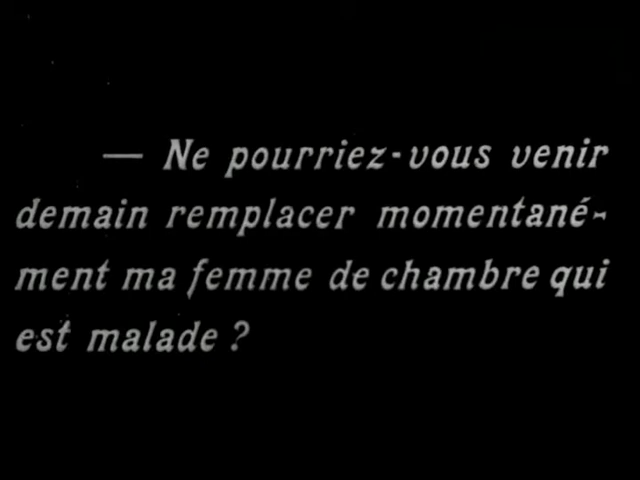 — Ne pourriez-vous venir
demain remplacer momentané-
ment ma femme de chambre qui
est malade ?